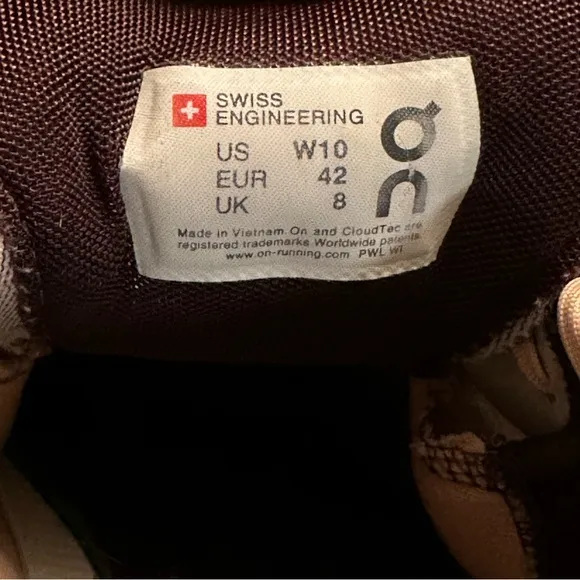 SWISS
ENGINEERING
US W10
EUR 42
UK 8
Made in Vietnam On and CloudTec are
registered trademarks Worldwide patents.
www.on-running.com PWL WT
On